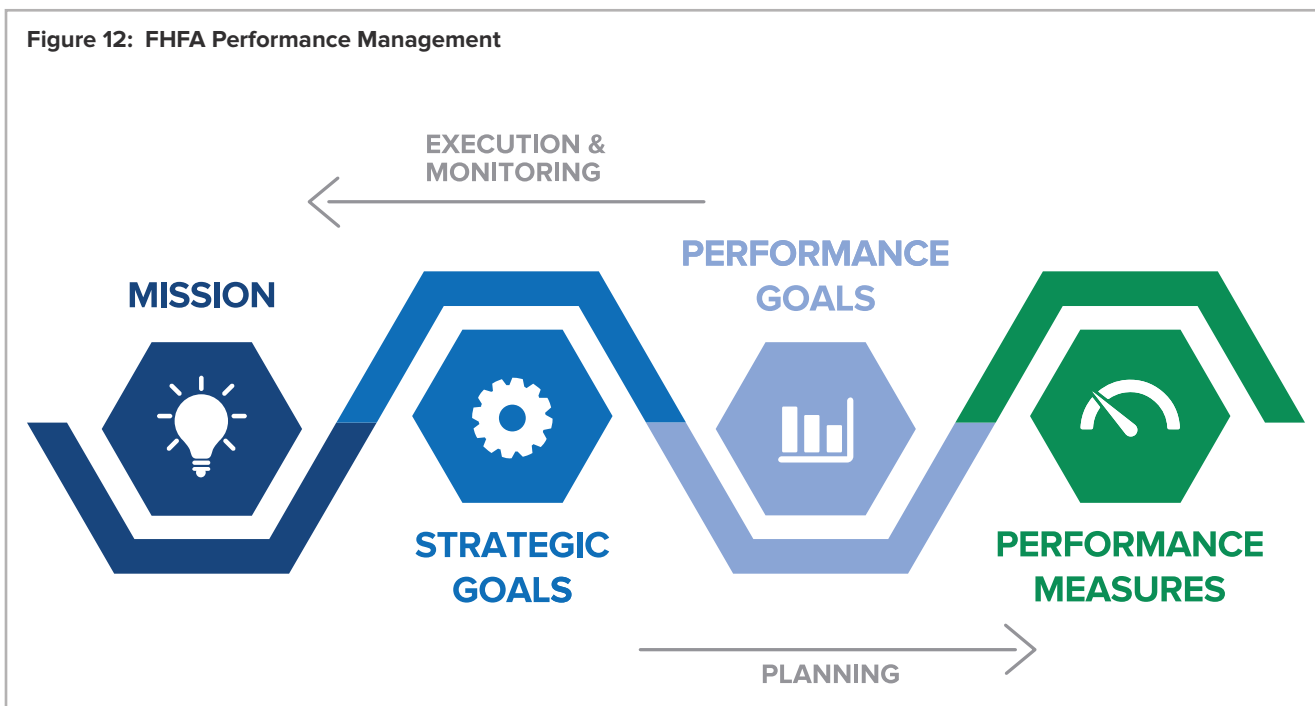 Figure 12: FHFA Performance Management
EXECUTION &
MONITORING
MISSION
STRATEGIC
GOALS
PERFORMANCE
GOALS
PERFORMANCE
MEASURES
PLANNING